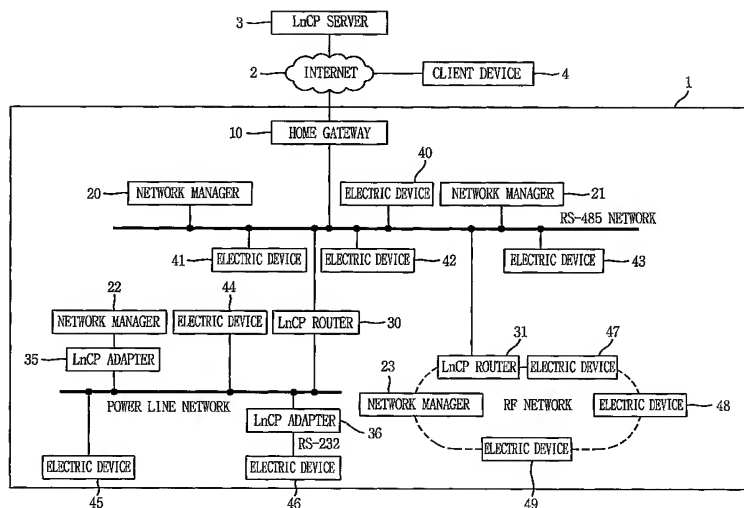 3 LnCP SERVER
2 INTERNET CLIENT DEVICE 4
1
10 HOME GATEWAY
40
20 NETWORK MANAGER ELECTRIC DEVICE NETWORK MANAGER 21
RS-485 NETWORK
ELECTRIC DEVICE ELECTRIC DEVICE ELECTRIC DEVICE
41 42 43
22 44
NETWORK MANAGER ELECTRIC DEVICE LnCP ROUTER 30
31 47
35 LnCP ADAPTER LnCP ROUTER ELECTRIC DEVICE
23
NETWORK MANAGER RF NETWORK ELECTRIC DEVICE 48
POWER LINE NETWORK LnCP ADAPTER
36
RS-232
ELECTRIC DEVICE
49
ELECTRIC DEVICE ELECTRIC DEVICE
45 46